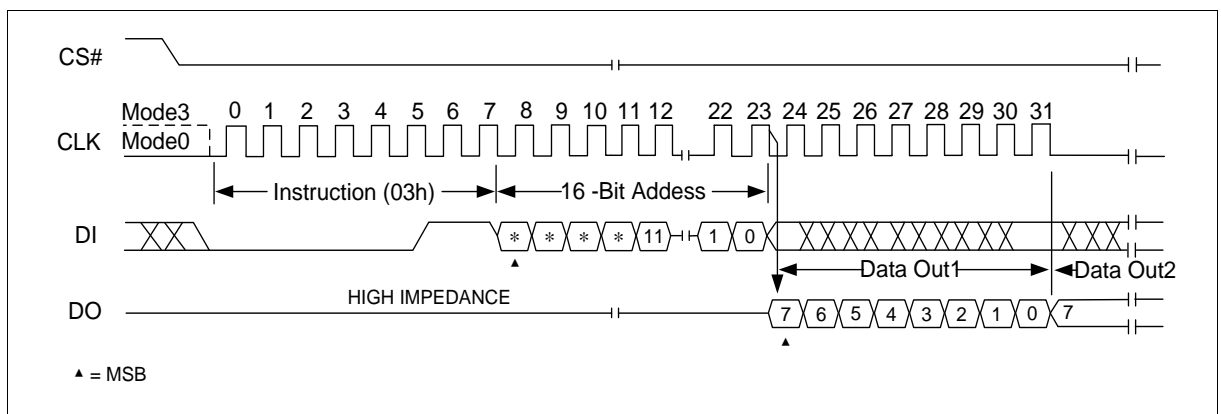 CS#
Mode3 0 1 2 3 4 5 6 7 8 9 10 11 12 22 23 24 25 26 27 28 29 30 31
CLK Mode0
Instruction (03h) 16 -Bit Addess
DI * * * * 11 1 0
Data Out1 Data Out2
HIGH IMPEDANCE
DO 7 6 5 4 3 2 1 0 7
▲ = MSB